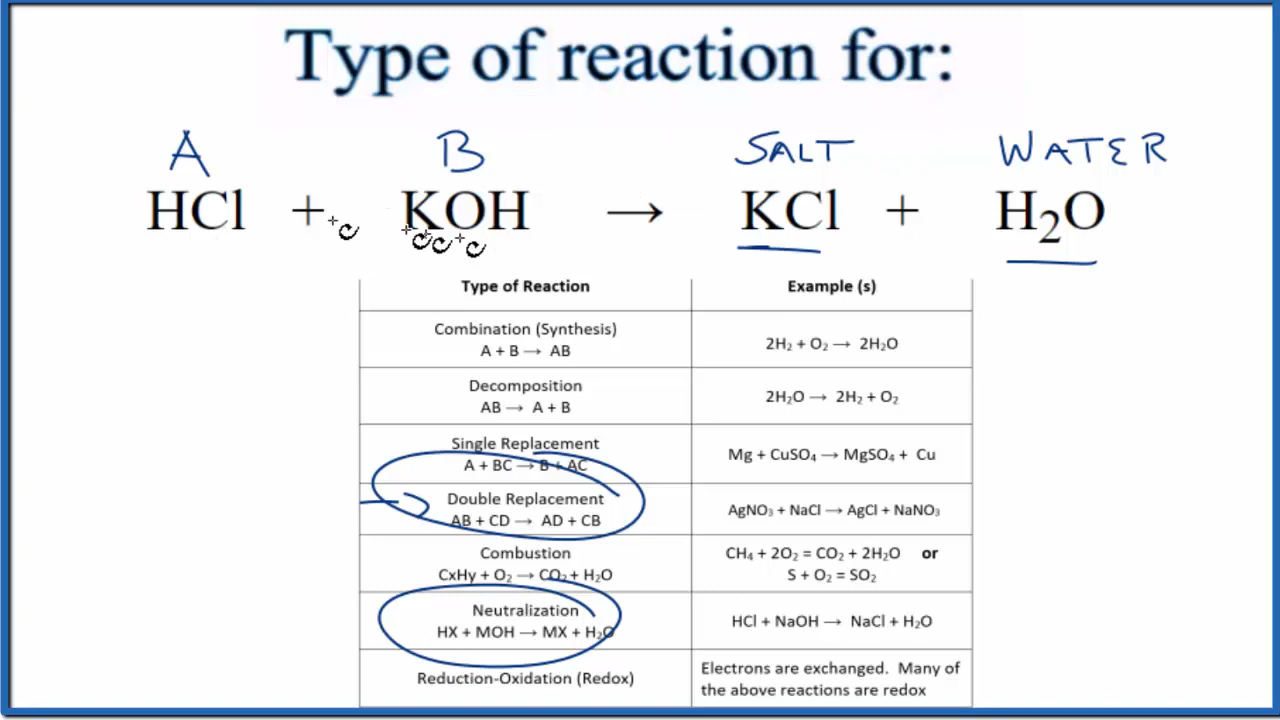 Type of reaction for:
A B SALT WATER
HCl + KOH → KCl + H₂O
Type of Reaction Example (s)
Combination (Synthesis)
A + B → AB
2H₂ + O₂ → 2H₂O
Decomposition
AB → A + B
2H₂O → 2H₂ + O₂
Single Replacement
A + BC → B + AC
Mg + CuSO₄ → MgSO₄ + Cu
Double Replacement
AB + CD → AD + CB
AgNO₃ + NaCl → AgCl + NaNO₃
Combustion
CxHy + O₂ → CO₂ + H₂O
CH₄ + 2O₂ = CO₂ + 2H₂O or
S + O₂ = SO₂
Neutralization
HX + MOH → MX + H₂O
HCl + NaOH → NaCl + H₂O
Reduction-Oxidation (Redox)
Electrons are exchanged. Many of
the above reactions are redox